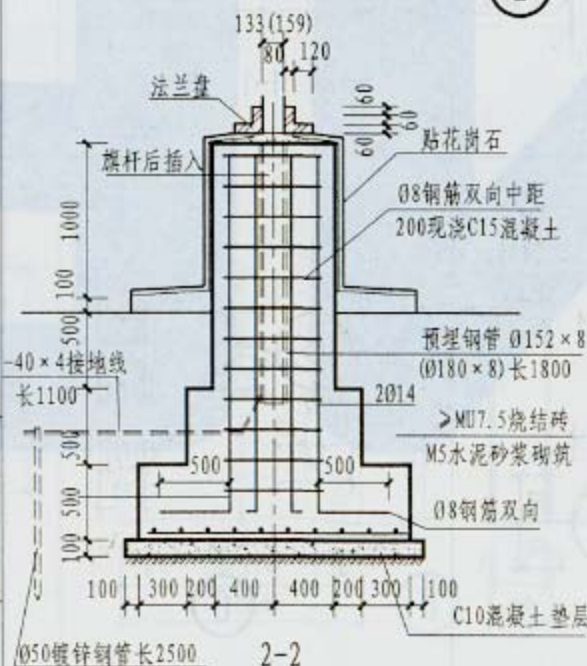 133(159)
80
120
法兰盘
60
60
60
旗杆后插入
贴花岗石
Ø8钢筋双向中距
200现浇C15混凝土
1000
100
500
预埋钢管 Ø152×8
(Ø180×8)长1800
-40×4接地线
长1100
2Ø14
≥MU7.5烧结砖
M5水泥砂浆砌筑
500
500
500
500
Ø8钢筋双向
100
100 300 200 400 400 200 300 100
C10混凝土垫层
Ø50镀锌钢管长2500
2-2